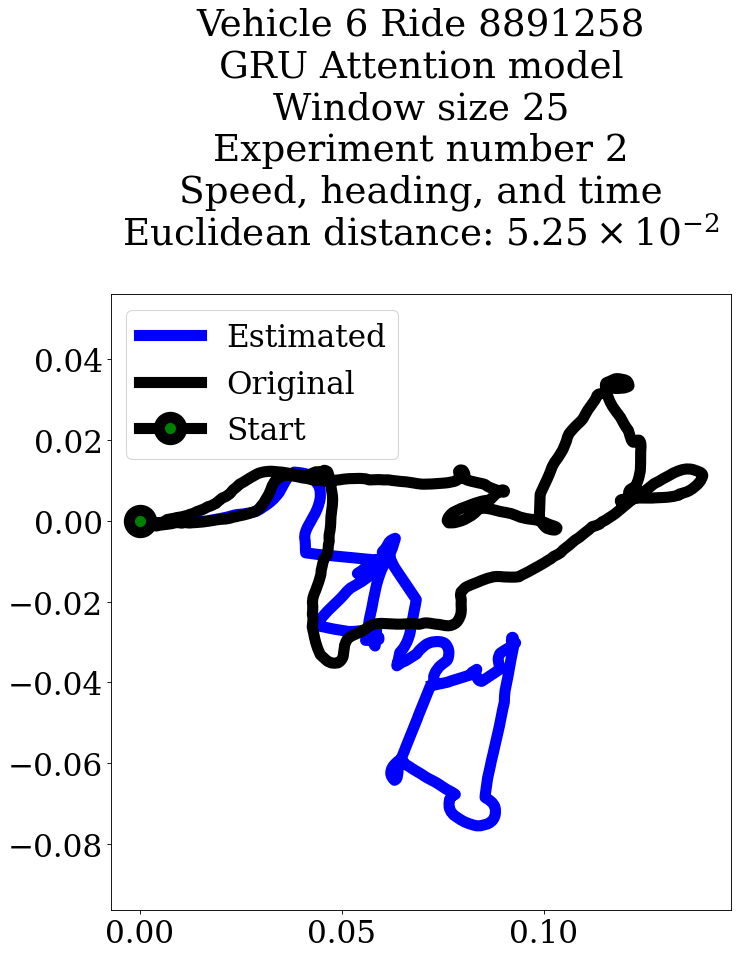 Vehicle 6 Ride 8891258
GRU Attention model
Window size 25
Experiment number 2
Speed, heading, and time
Euclidean distance: 5.25 × 10⁻²
Estimated
Original
Start
0.04
0.02
0.00
−0.02
−0.04
−0.06
−0.08
0.00 0.05 0.10